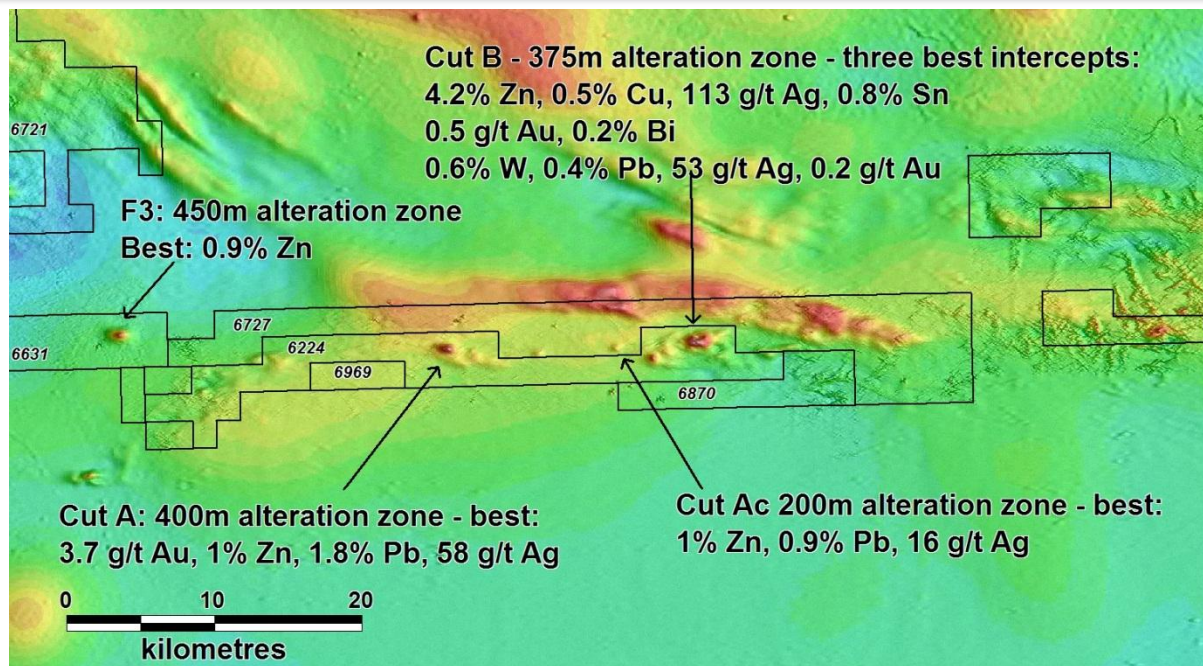 Cut B - 375m alteration zone - three best intercepts:
4.2% Zn, 0.5% Cu, 113 g/t Ag, 0.8% Sn
0.5 g/t Au, 0.2% Bi
0.6% W, 0.4% Pb, 53 g/t Ag, 0.2 g/t Au
6721
F3: 450m alteration zone
Best: 0.9% Zn
6727
6631
6224
6969
6870
Cut A: 400m alteration zone - best:
3.7 g/t Au, 1% Zn, 1.8% Pb, 58 g/t Ag
Cut Ac 200m alteration zone - best:
1% Zn, 0.9% Pb, 16 g/t Ag
0 10 20
kilometres